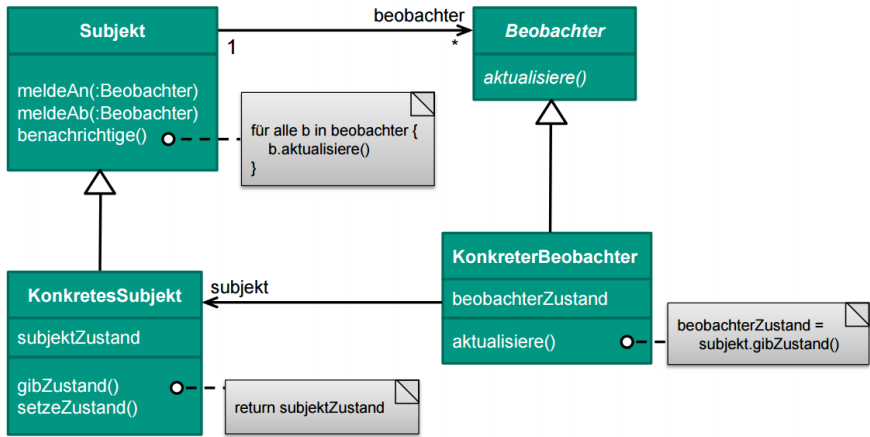 Subjekt
meldeAn(:Beobachter)
meldeAb(:Beobachter)
benachrichtige()
beobachter
1
*
Beobachter
aktualisiere()
für alle b in beobachter {
b.aktualisiere()
}
KonkretesSubjekt
subjektZustand
gibZustand()
setzeZustand()
return subjektZustand
subjekt
KonkreterBeobachter
beobachterZustand
aktualisiere()
beobachterZustand =
subjekt.gibZustand()